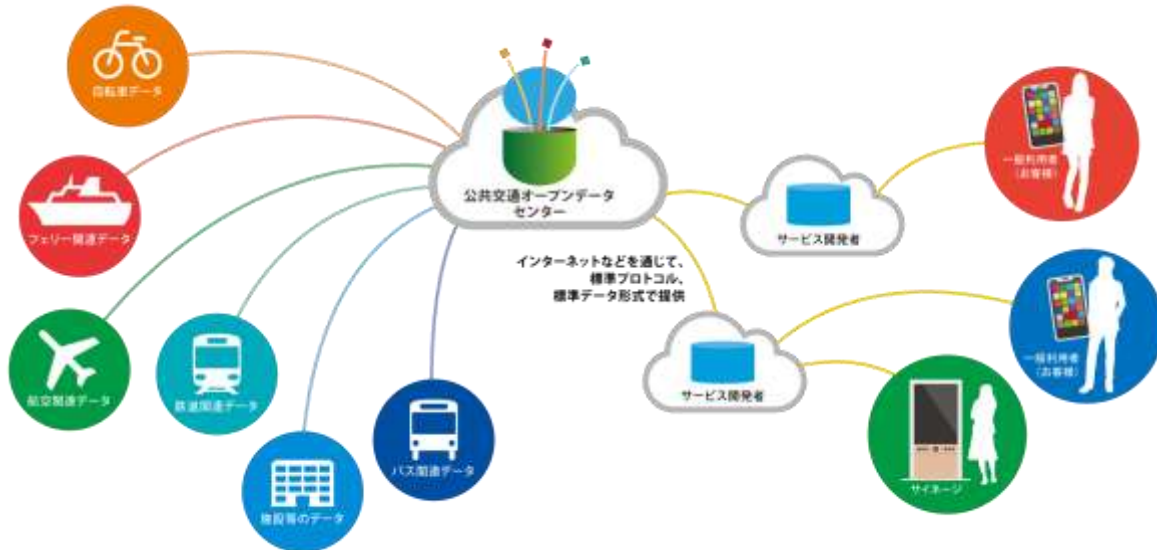 自転車データ
フェリー関連データ
航空関連データ
鉄道関連データ
施設等のデータ
バス関連データ
公共交通オープンデータ
センター
インターネットなどを通じて、
標準プロトコル、
標準データ形式で提供
サービス開発者
サービス開発者
一般利用者
（お客様）
一般利用者
（お客様）
サイネージ